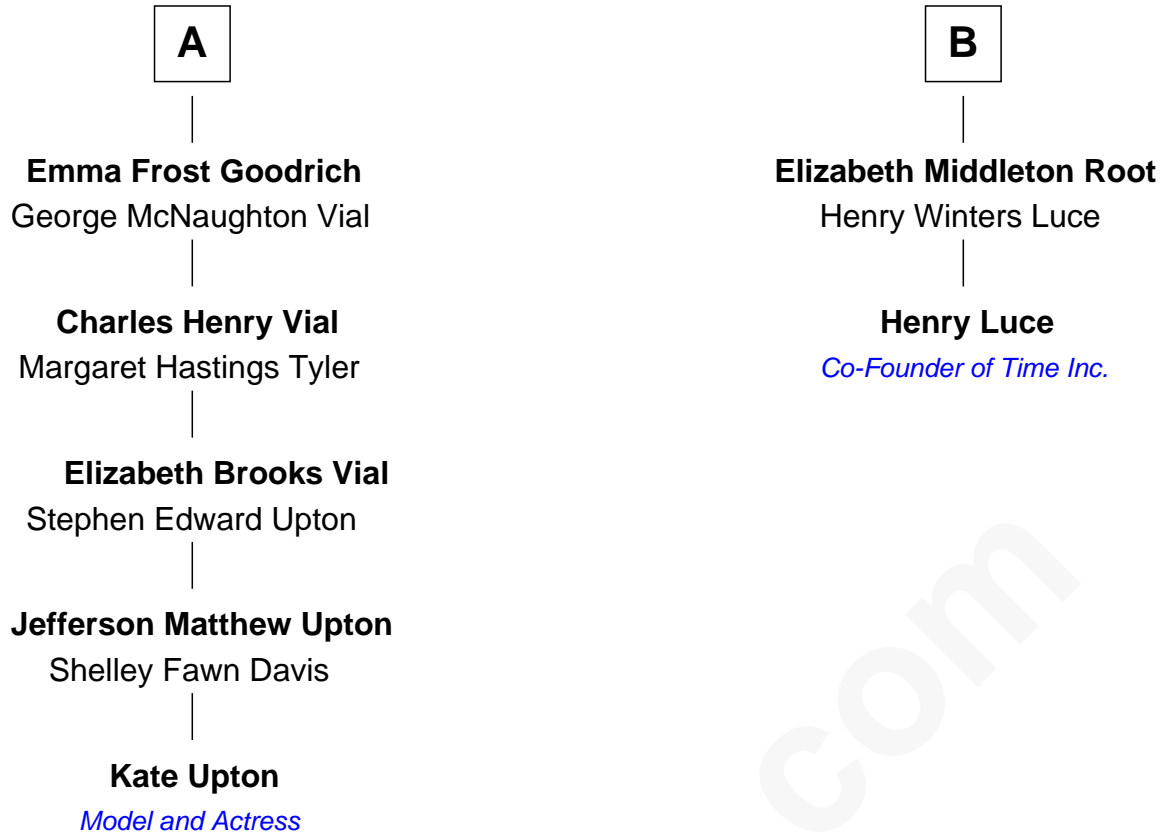 A
Emma Frost Goodrich
George McNaughton Vial
Charles Henry Vial
Margaret Hastings Tyler
Elizabeth Brooks Vial
Stephen Edward Upton
Jefferson Matthew Upton
Shelley Fawn Davis
Kate Upton
Model and Actress
B
Elizabeth Middleton Root
Henry Winters Luce
Henry Luce
Co-Founder of Time Inc.
com